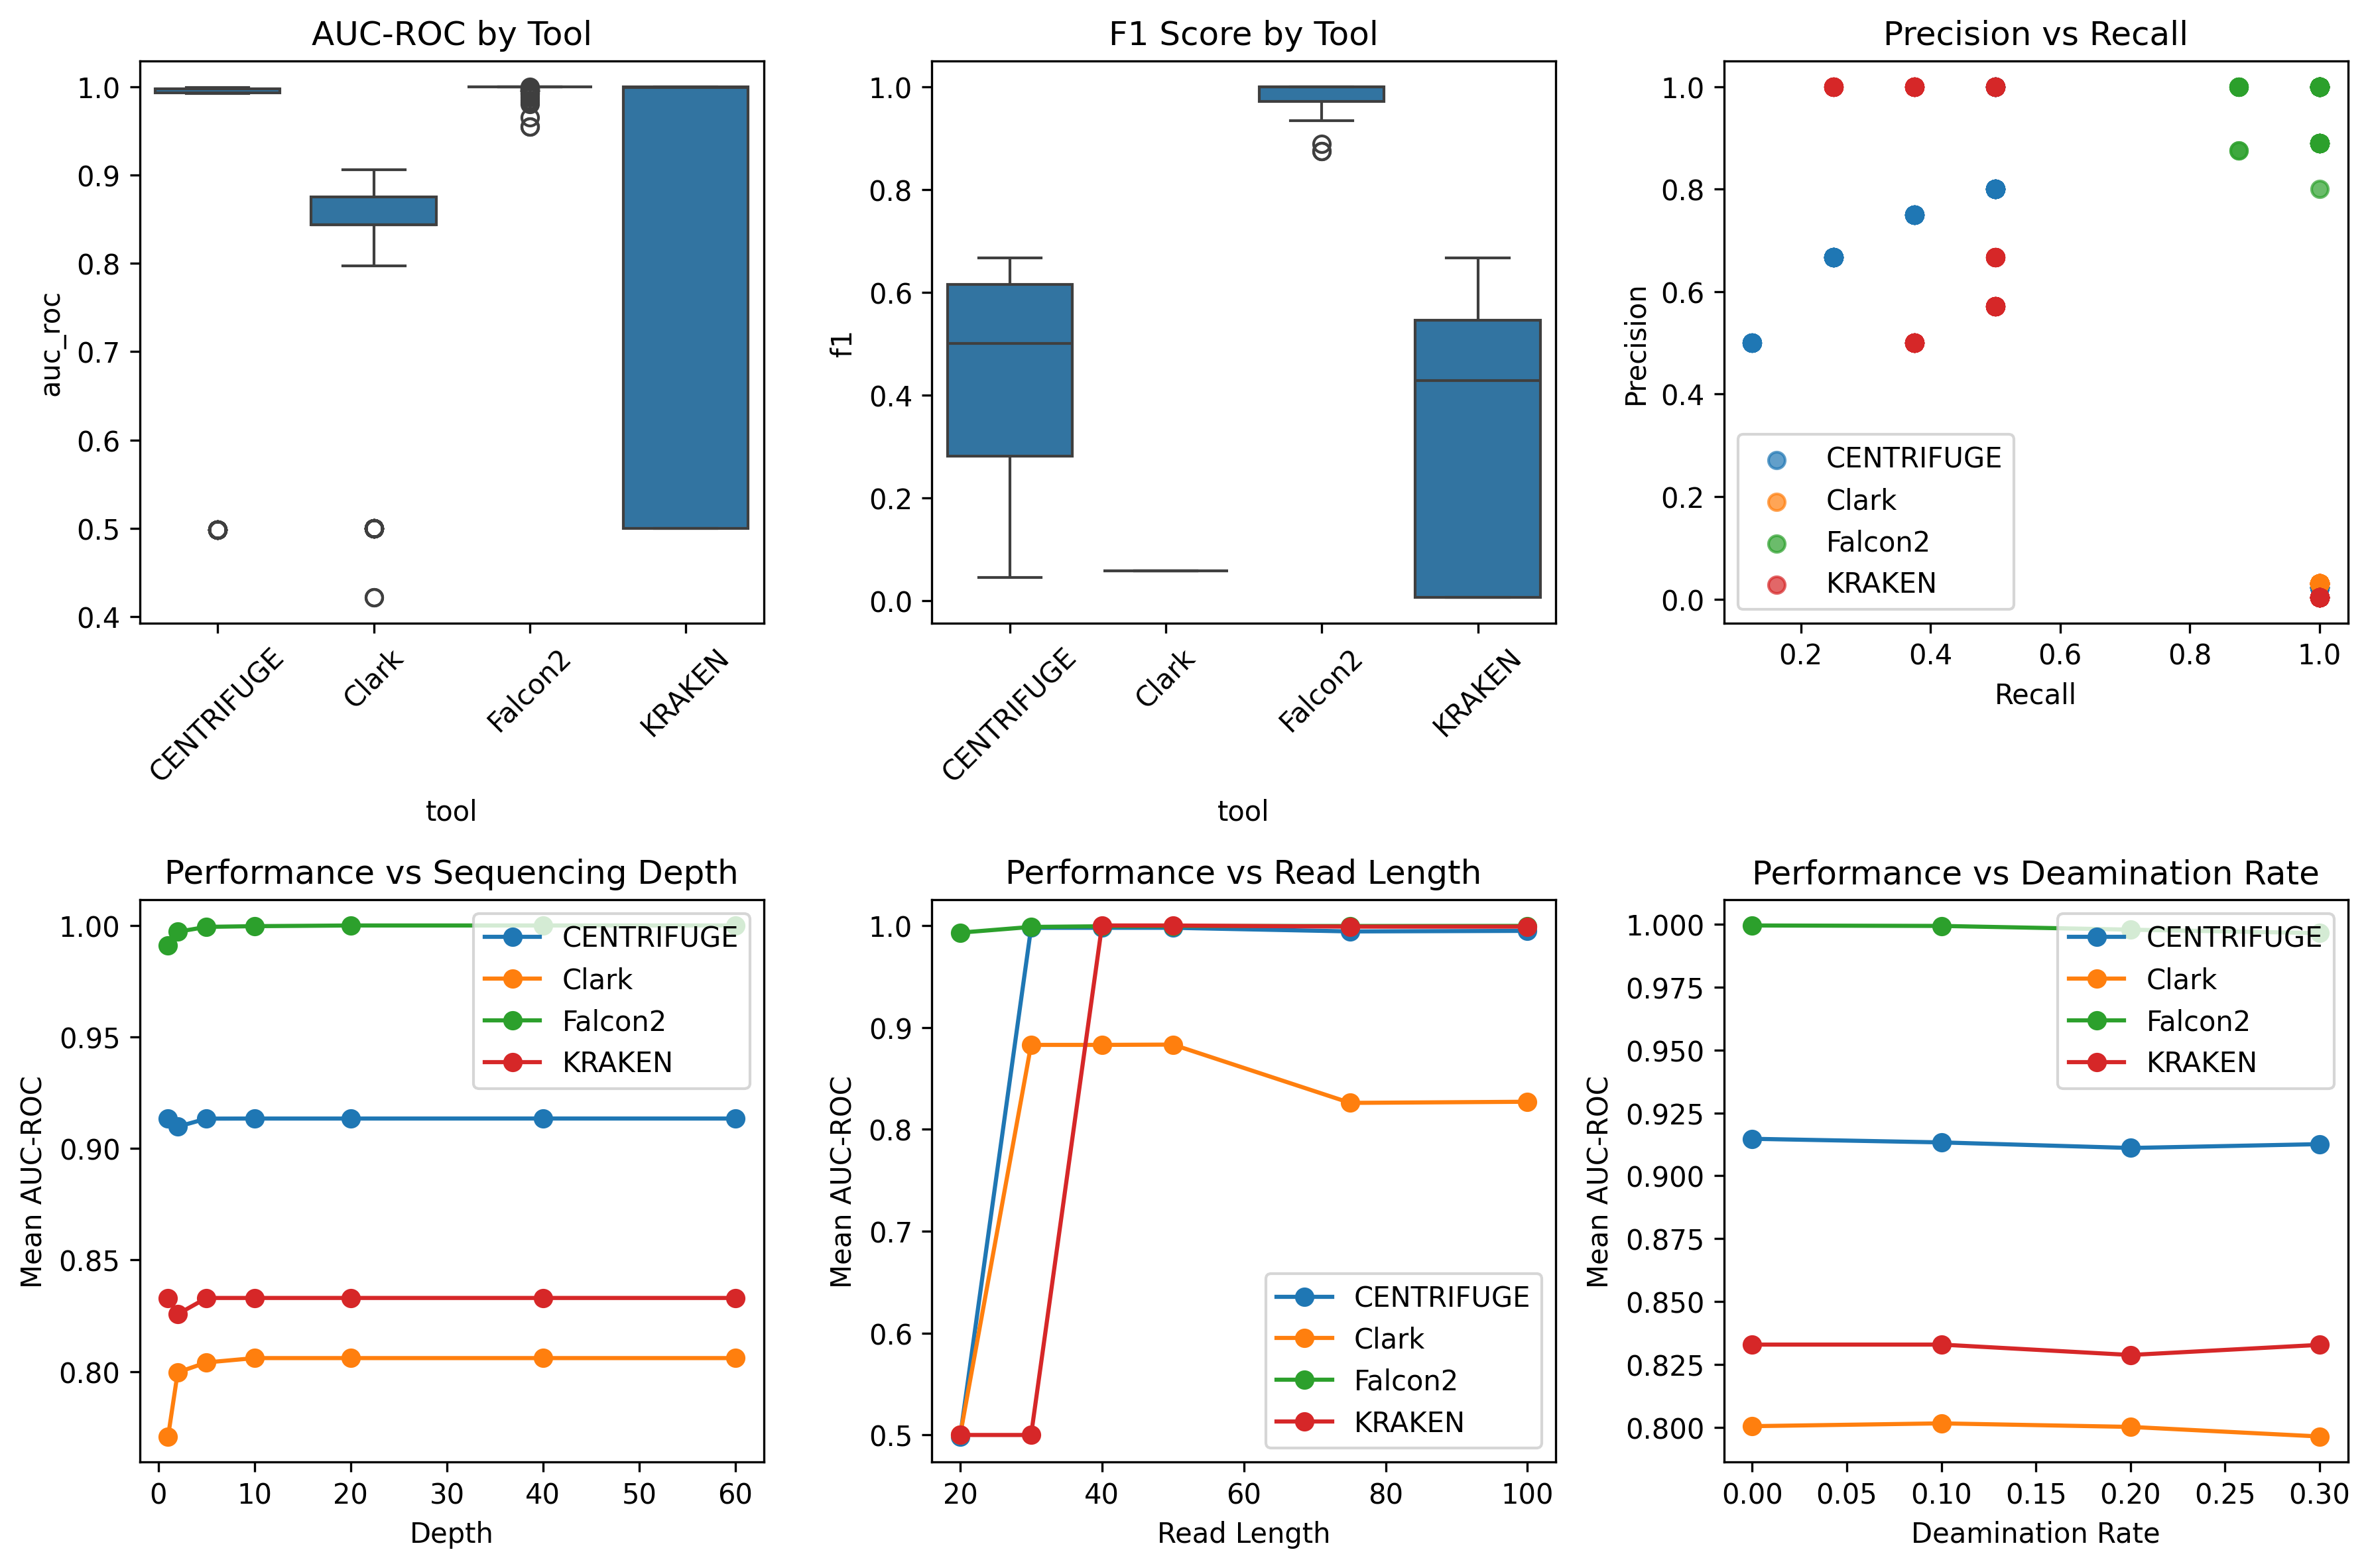 AUC-ROC by Tool
auc_roc
1.0
0.9
0.8
0.7
0.6
0.5
0.4
CENTRIFUGE
Clark
Falcon2
KRAKEN
tool
F1 Score by Tool
f1
1.0
0.8
0.6
0.4
0.2
0.0
CENTRIFUGE
Clark
Falcon2
KRAKEN
tool
Precision vs Recall
Precision
1.0
0.8
0.6
0.4
0.2
0.0
CENTRIFUGE
Clark
Falcon2
KRAKEN
0.2 0.4 0.6 0.8 1.0
Recall
Performance vs Sequencing Depth
Mean AUC-ROC
1.00
0.95
0.90
0.85
0.80
CENTRIFUGE
Clark
Falcon2
KRAKEN
0 10 20 30 40 50 60
Depth
Performance vs Read Length
Mean AUC-ROC
1.0
0.9
0.8
0.7
0.6
0.5
CENTRIFUGE
Clark
Falcon2
KRAKEN
20 40 60 80 100
Read Length
Performance vs Deamination Rate
Mean AUC-ROC
1.000
0.975
0.950
0.925
0.900
0.875
0.850
0.825
0.800
CENTRIFUGE
Clark
Falcon2
KRAKEN
0.00 0.05 0.10 0.15 0.20 0.25 0.30
Deamination Rate